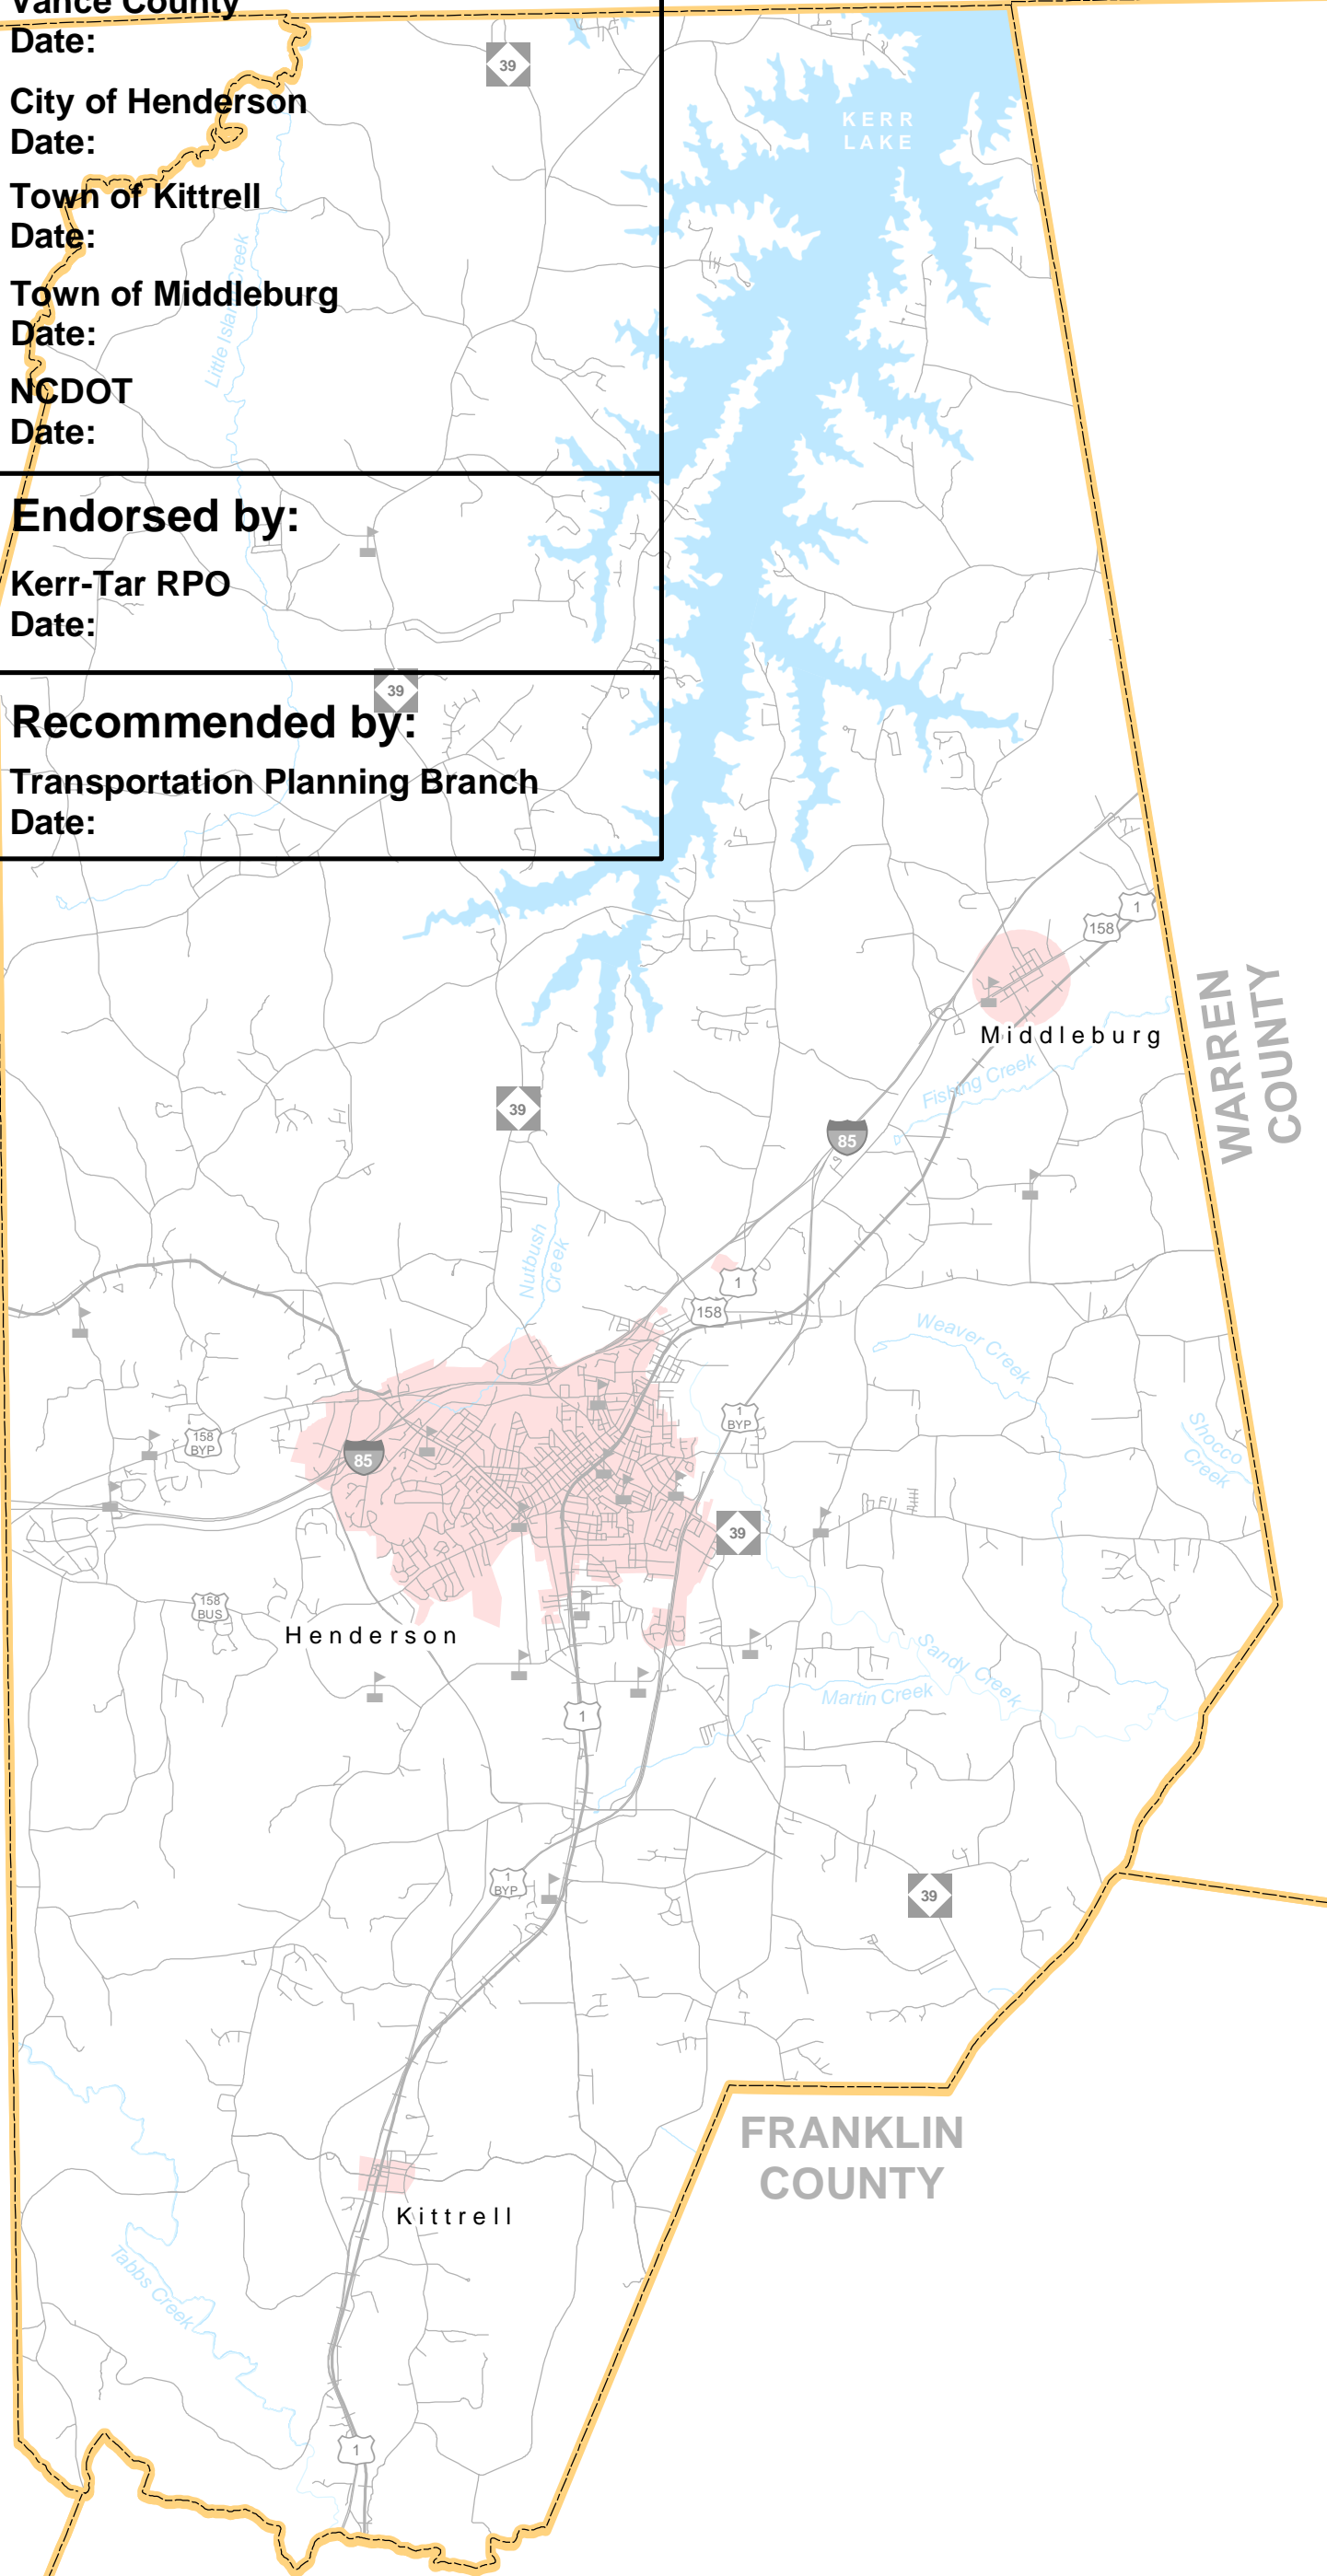 Vance County
Date:
City of Henderson
Date:
Town of Kittrell
Date:
Town of Middleburg
Date:
NCDOT
Date:
Endorsed by:
Kerr-Tar RPO
Date:
Recommended by:
Transportation Planning Branch
Date:
39
KERR
LAKE
Little Island Creek
39
1
158
Middleburg
WARREN
COUNTY
Fishing Creek
39
85
Nutbush
Creek
1
158
Weaver Creek
1
BYP
Shocco
Creek
158
BYP
85
39
158
BUS
Henderson
Sandy Creek
Martin Creek
1
1
BYP
39
FRANKLIN
COUNTY
Kittrell
Tabbs Creek
1